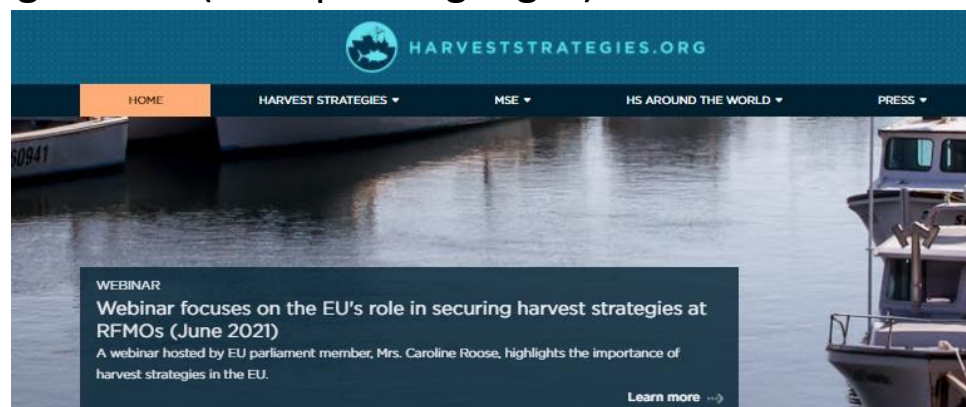 HARVESTSTRATEGIES.ORG
HOME HARVEST STRATEGIES ▾ MSE ▾ HS AROUND THE WORLD ▾ PRESS ▾
60941
WEBINAR
Webinar focuses on the EU's role in securing harvest strategies at
RFMOs (June 2021)
A webinar hosted by EU parliament member, Mrs. Caroline Roose, highlights the importance of
harvest strategies in the EU.
Learn more